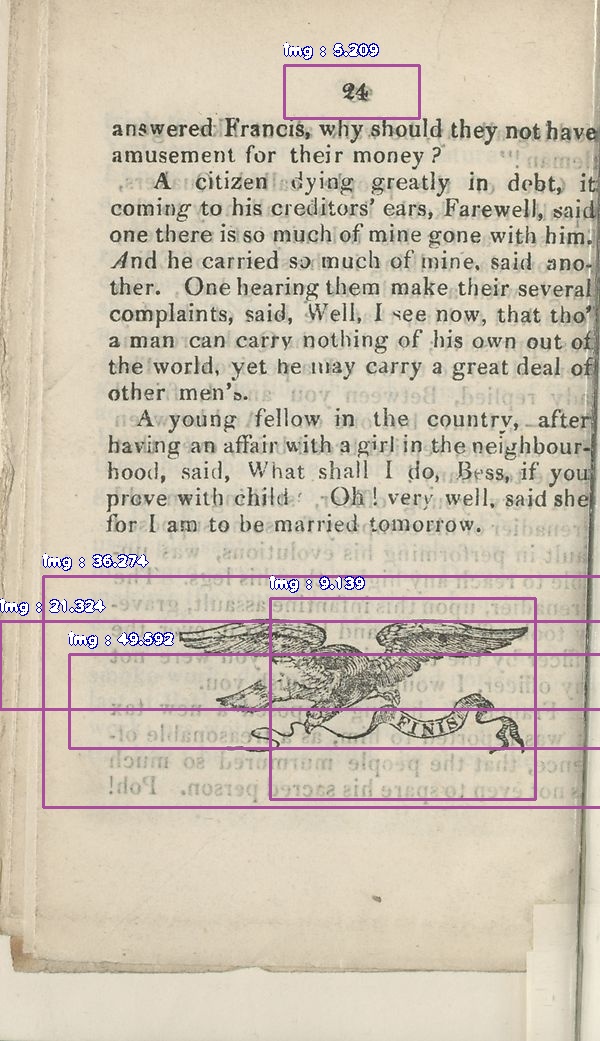 img : 5.209
24
answered Francis, why should they not have
amusement for their money ?
A citizen dying greatly in debt, it
coming to his creditors' ears, Farewell, said
one there is so much of mine gone with him.
And he carried so much of mine, said ano-
ther. One hearing them make their several
complaints, said, Well, I see now, that tho'
a man can carry nothing of his own out of
the world, yet he may carry a great deal of
other men's.
A young fellow in the country, after
having an affair with a girl in the neighbour-
hood, said, What shall I do, Bess, if you
prove with child Oh ! very well, said she
for I am to be married tomorrow.
img : 36.274
img : 9.139
img : 21.324
img : 49.592
FINIS